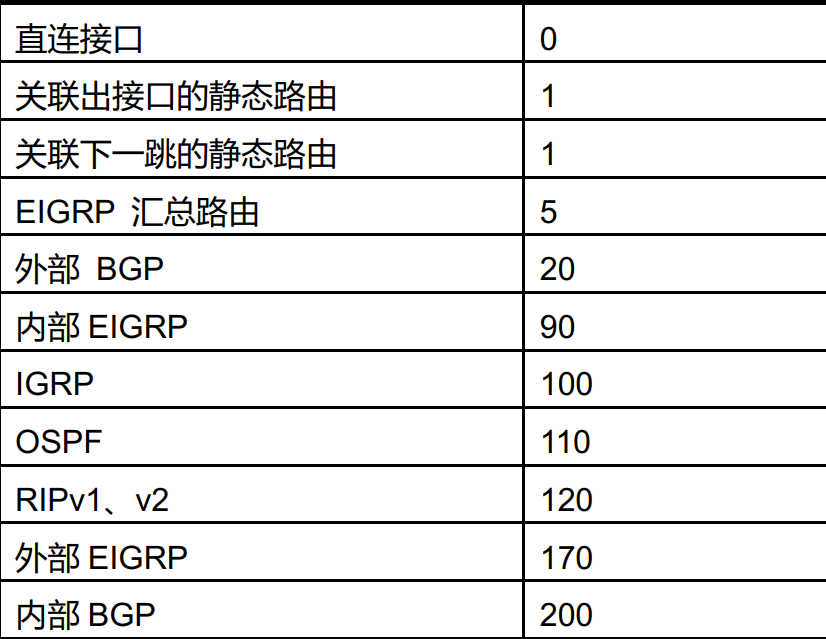 直连接口 0
关联出接口的静态路由 1
关联下一跳的静态路由 1
EIGRP 汇总路由 5
外部 BGP 20
内部 EIGRP 90
IGRP 100
OSPF 110
RIPv1、v2 120
外部 EIGRP 170
内部 BGP 200